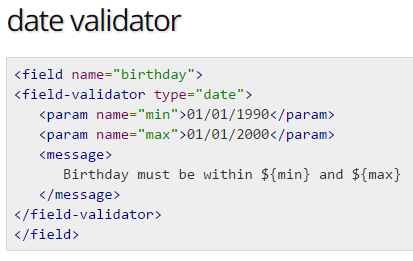 date validator
<field name="birthday">
<field-validator type="date">
<param name="min">01/01/1990</param>
<param name="max">01/01/2000</param>
<message>
Birthday must be within ${min} and ${max}
</message>
</field-validator>
</field>